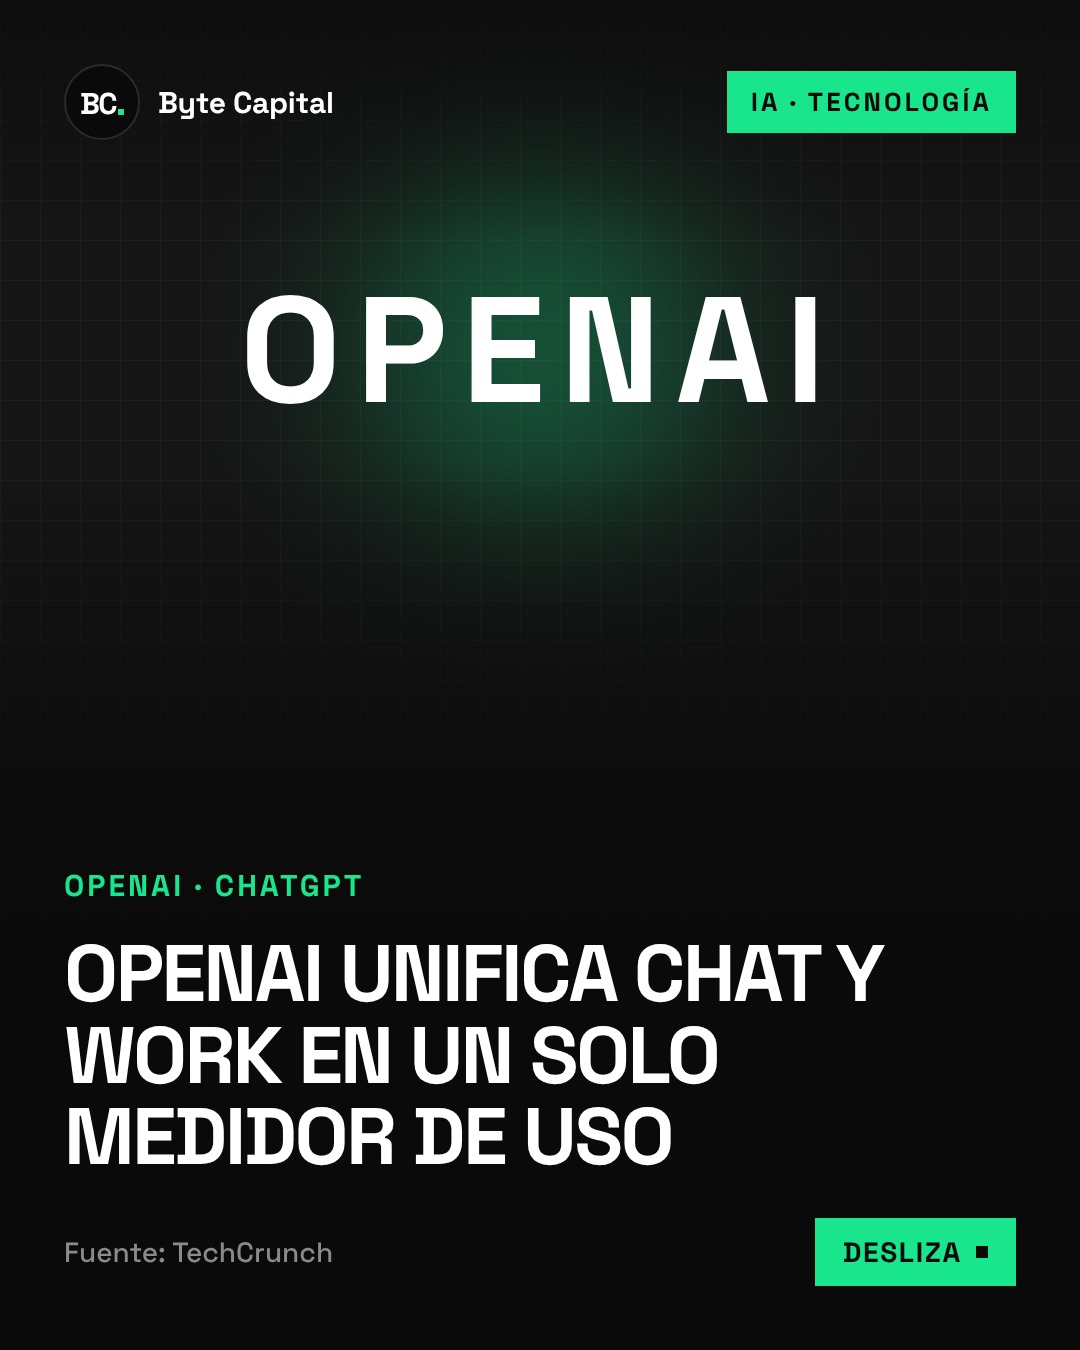 BC.
Byte Capital
IA · TECNOLOGÍA
OPENAI
OPENAI · CHATGPT
OPENAI UNIFICA CHAT Y
WORK EN UN SOLO
MEDIDOR DE USO
Fuente: TechCrunch
DESLIZA